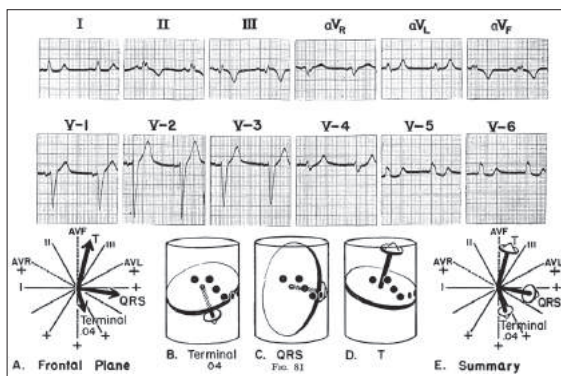 I II III aVR aVL aVF
V-1 V-2 V-3 V-4 V-5 V-6
AVF
II
T
III
AVR
AVL
+
+
I
+
QRS
Terminal
.04
+
+
+
A. Frontal Plane
B. Terminal
04
C. QRS
FIG. 81
D. T
AVF
II
T
III
AVR
AVL
+
+
I
+
QRS
Terminal
.04
+
+
+
E. Summary